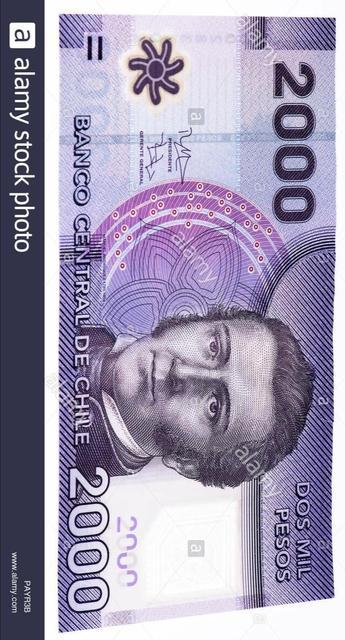 2000
DOS MIL
PESOS
PRESIDENTE
GERENTE GENERAL
BANCO CENTRAL DE CHILE
2000
2000
a alamy stock photo
PAYR3B
www.alamy.com
a
alamy
a
alamy